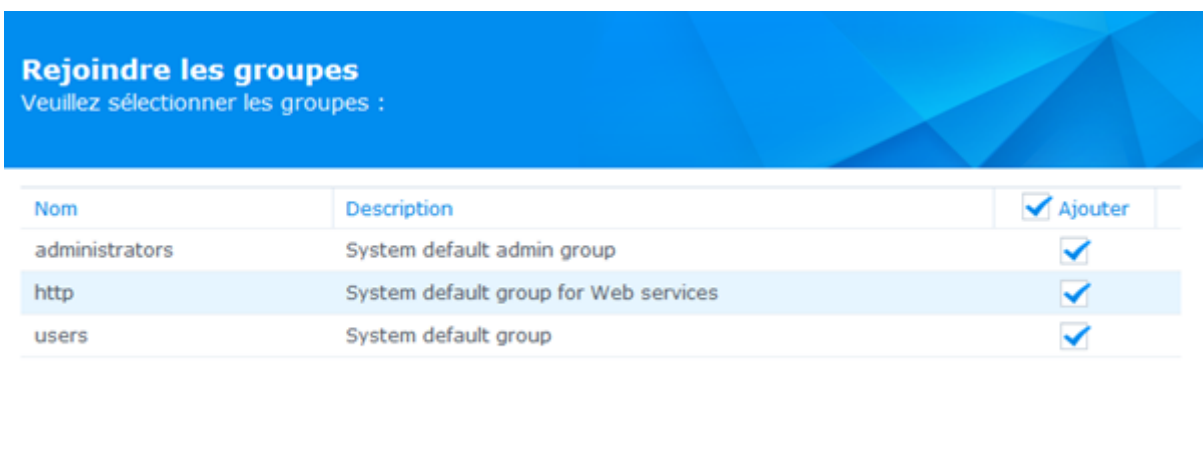 Rejoindre les groupes
Veuillez sélectionner les groupes :
Nom Description Ajouter
administrators System default admin group
http System default group for Web services
users System default group